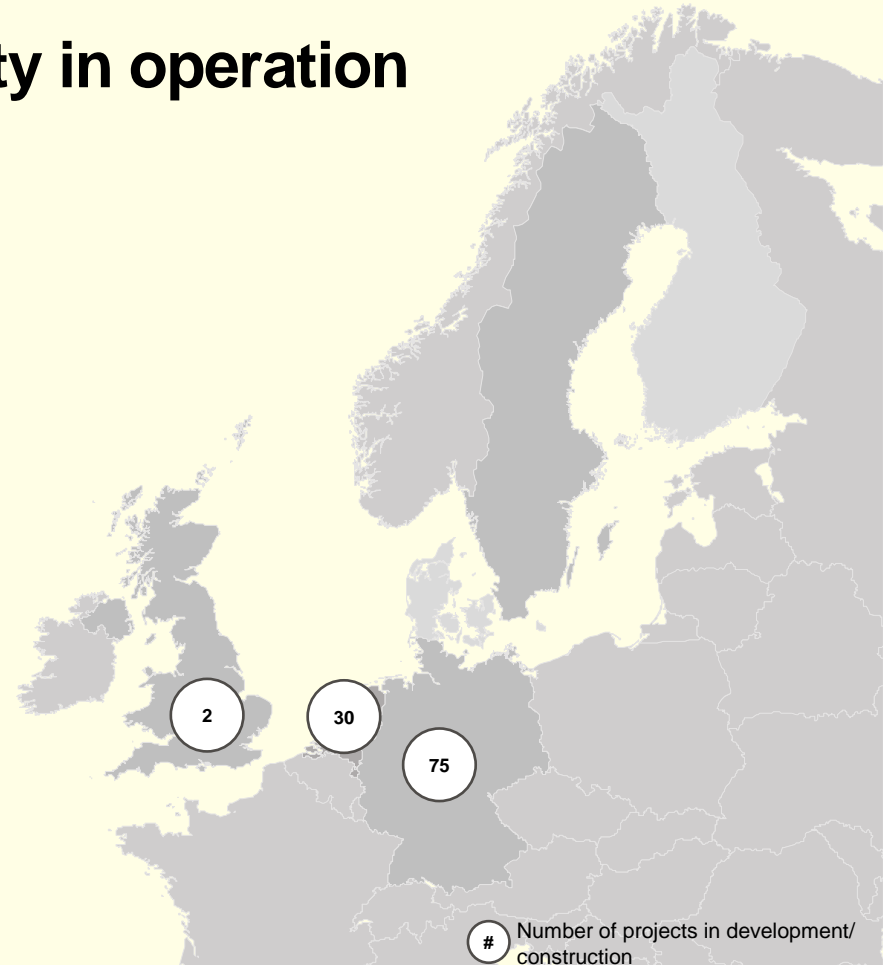 ty in operation
2
30
75
# Number of projects in development/
construction